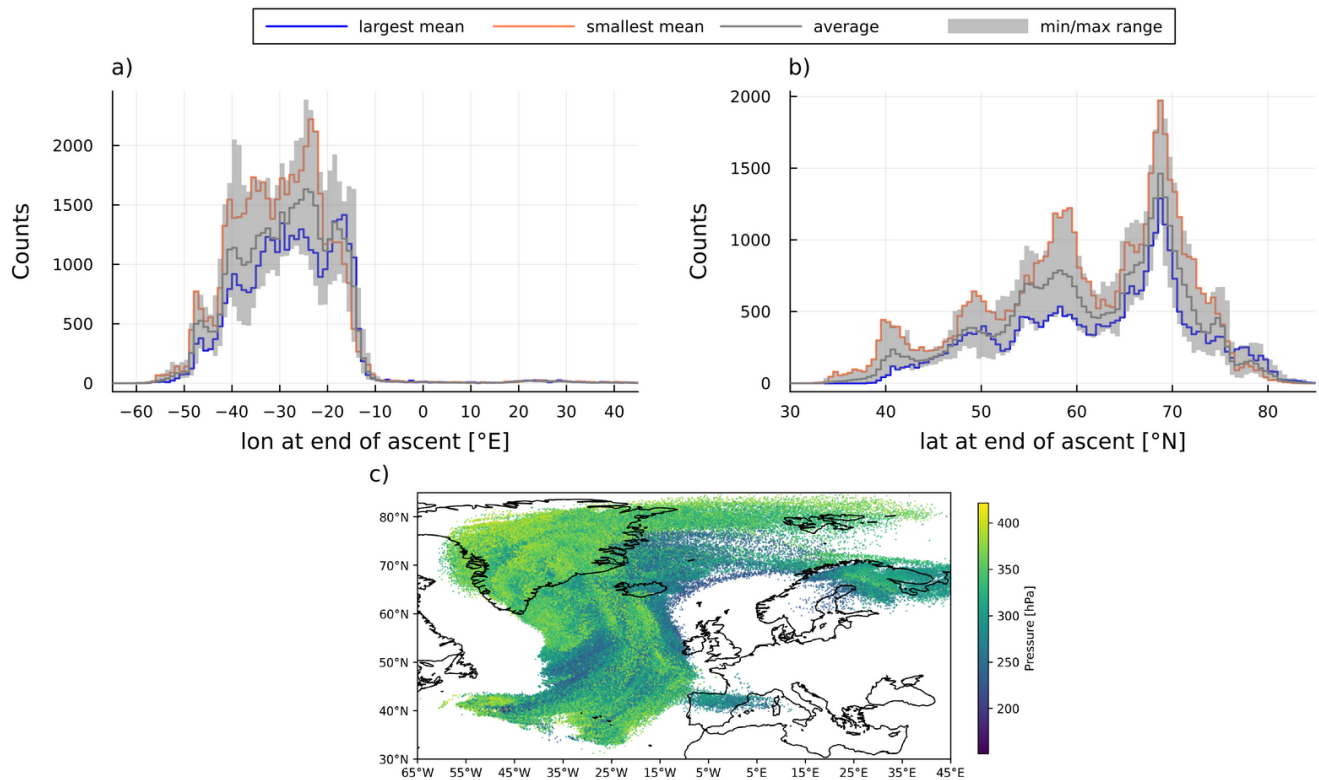 largest mean smallest mean average min/max range
a)
b)
Counts
2000
1500
1000
500
0
−60 −50 −40 −30 −20 −10 0 10 20 30 40
lon at end of ascent [°E]
Counts
2000
1500
1000
500
0
30 40 50 60 70 80
lat at end of ascent [°N]
c)
80°N
70°N
60°N
50°N
40°N
30°N
65°W 55°W 45°W 35°W 25°W 15°W 5°W 5°E 15°E 25°E 35°E 45°E
400
350
300
250
200
Pressure [hPa]